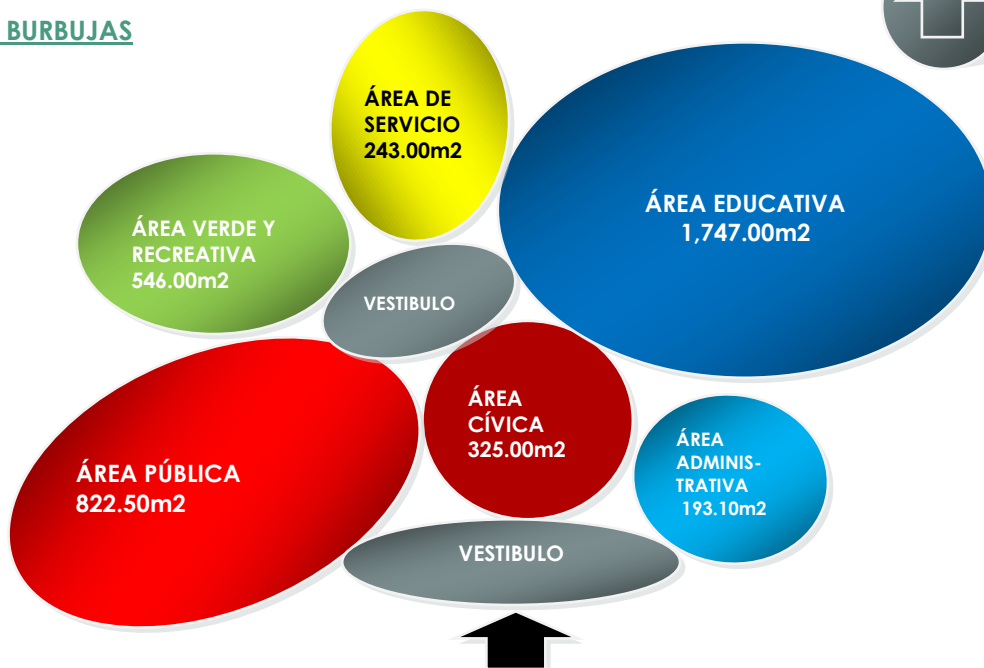 BURBUJAS
ÁREA DE
SERVICIO
243.00m2
ÁREA EDUCATIVA
1,747.00m2
ÁREA VERDE Y
RECREATIVA
546.00m2
VESTIBULO
ÁREA
CÍVICA
325.00m2
ÁREA
ADMINIS-
TRATIVA
193.10m2
ÁREA PÚBLICA
822.50m2
VESTIBULO